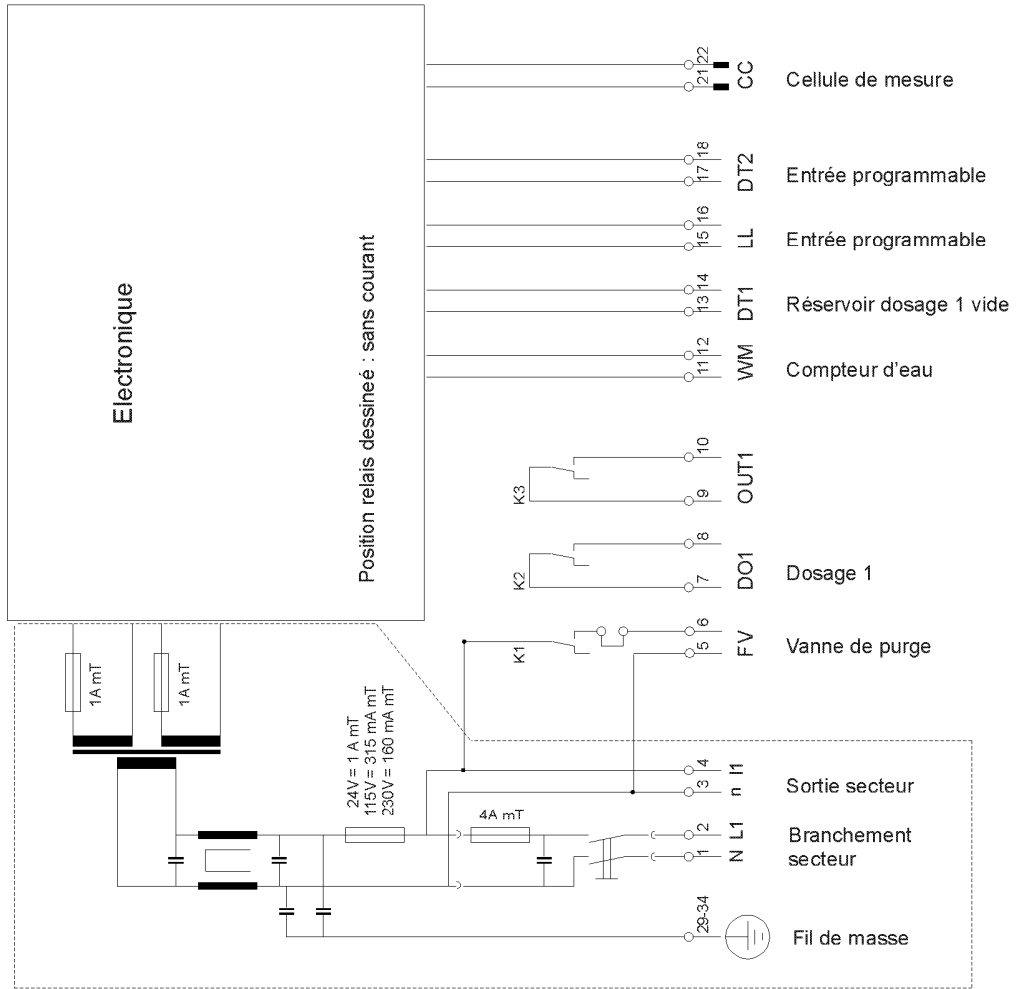 22
21
CC
Cellule de mesure
18
17
DT2
Entrée programmable
16
15
LL
Entrée programmable
14
13
DT1
Réservoir dosage 1 vide
12
11
WM
Compteur d'eau
Electronique
Position relais dessineé : sans courant
10
9
OUT1
K3
8
7
DO1
K2
Dosage 1
6
5
FV
K1
Vanne de purge
1A mT
1A mT
24V = 1 A mT
115V = 315 mA mT
230V = 160 mA mT
4
3
l1
n
Sortie secteur
4A mT
2
1
L1
N
Branchement
secteur
29-34
Fil de masse